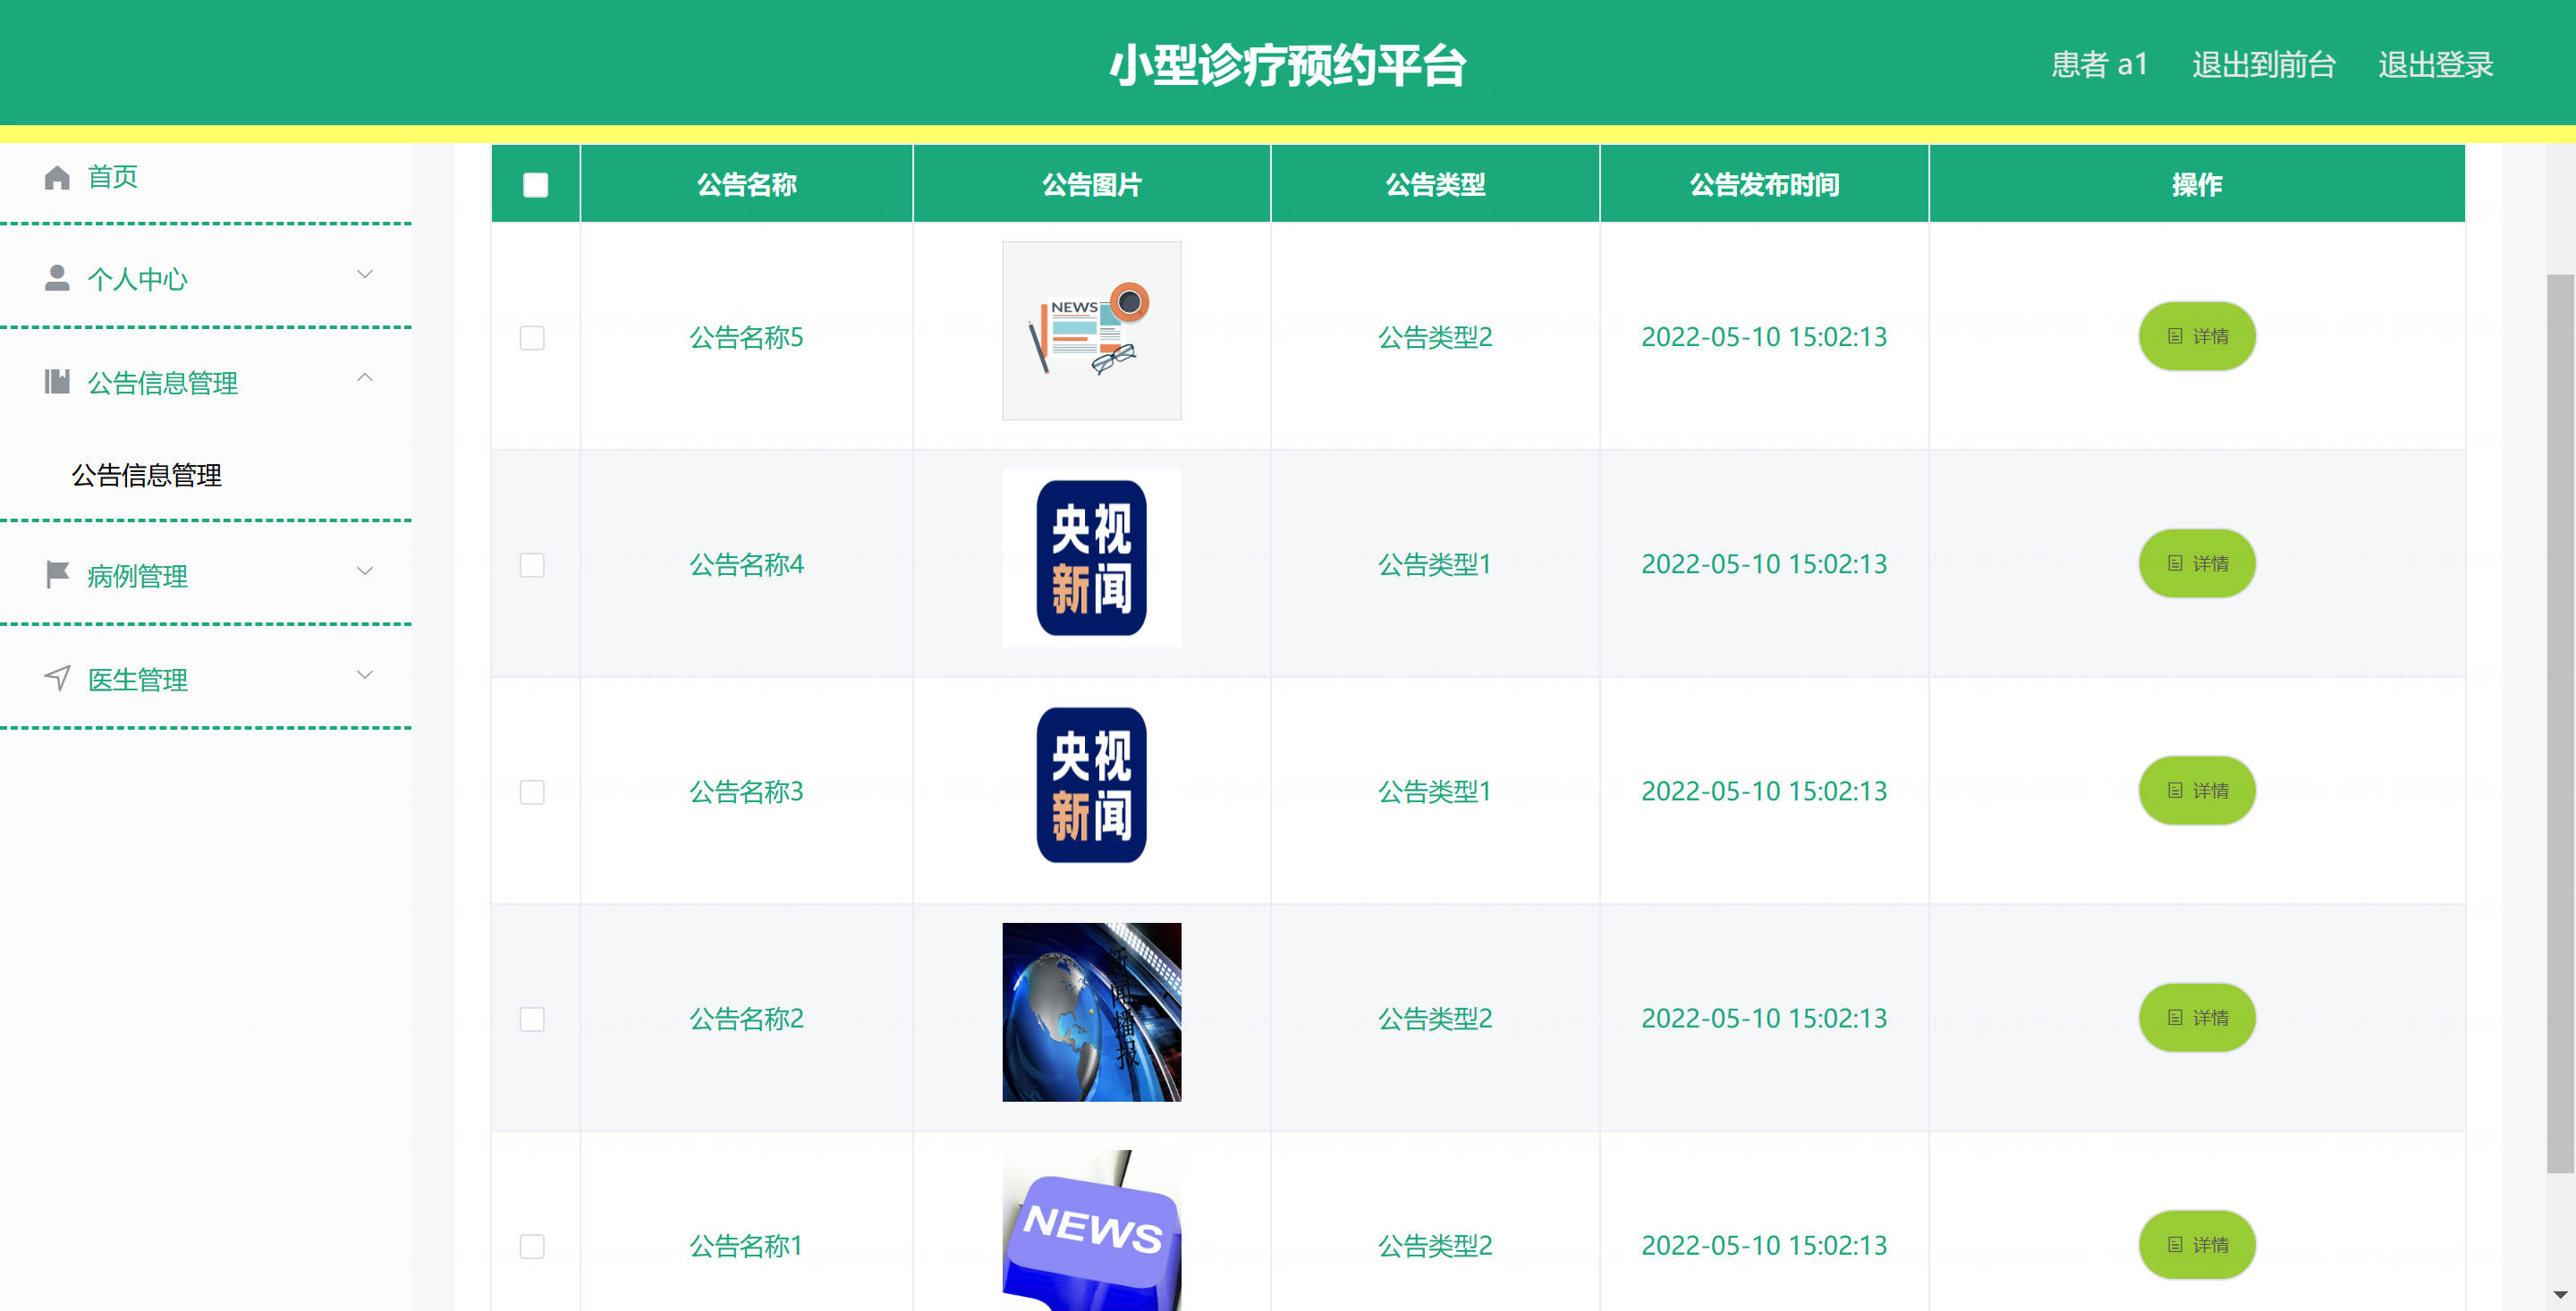 小型诊疗预约平台
患者 a1 退出到前台 退出登录
首页
个人中心
公告信息管理
公告信息管理
病例管理
医生管理
公告名称 公告图片 公告类型 公告发布时间 操作
公告名称5 NEWS 公告类型2 2022-05-10 15:02:13 详情
公告名称4 央视新闻 公告类型1 2022-05-10 15:02:13 详情
公告名称3 央视新闻 公告类型1 2022-05-10 15:02:13 详情
公告名称2 新闻播报 公告类型2 2022-05-10 15:02:13 详情
公告名称1 NEWS 公告类型2 2022-05-10 15:02:13 详情